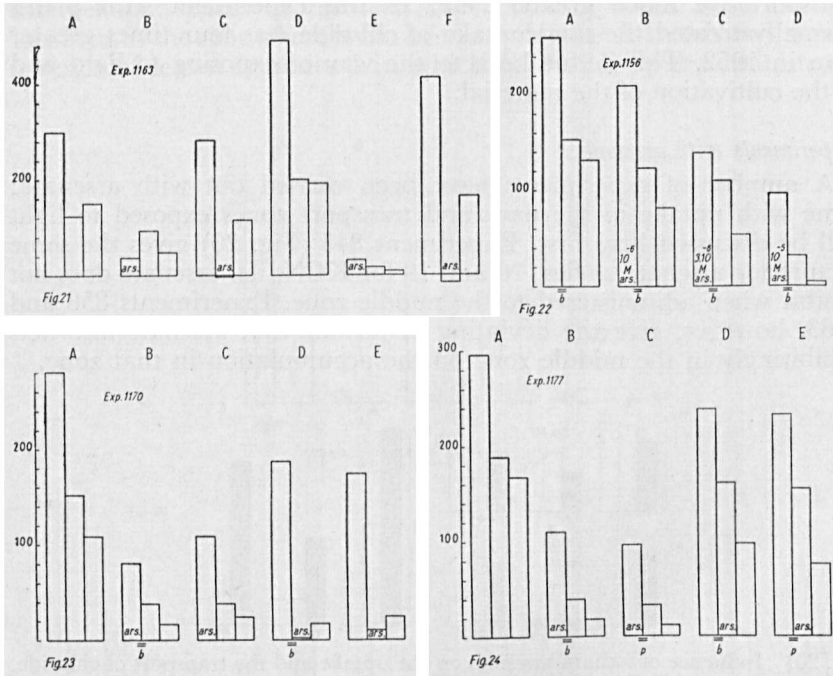 A B C D E F
Exp.1163
400
200
ars.
ars.
ars.
ars.
Fig.21
A B C D
Exp.1156
200
100
10⁻⁶ M ars.
3.10⁻⁶ M ars.
10⁻⁵ M ars.
b b b
Fig.22
A B C D E
Exp.1170
200
100
ars.
ars.
ars.
ars.
b b
Fig.23
300
A B C D E
Exp.1177
200
100
ars.
ars.
ars.
ars.
b p b p
Fig.24